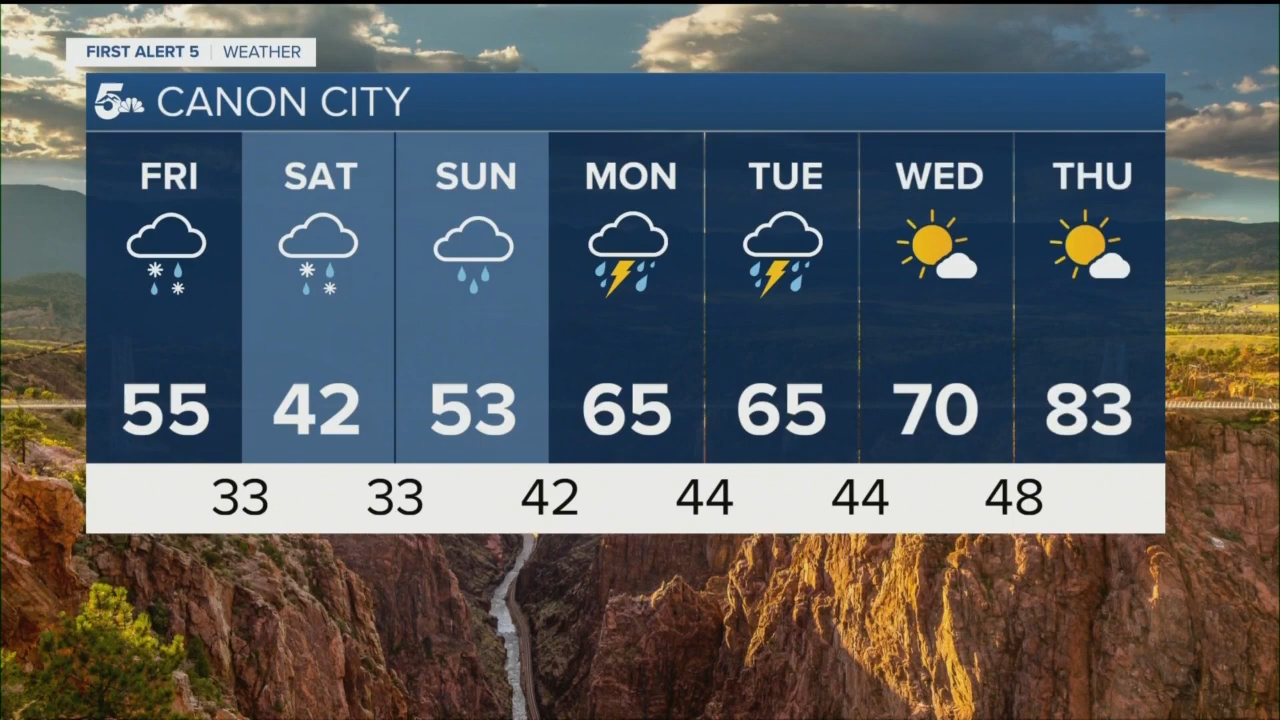 FIRST ALERT 5 | WEATHER
5 CANON CITY
FRI SAT SUN MON TUE WED THU
55 42 53 65 65 70 83
33 33 42 44 44 48